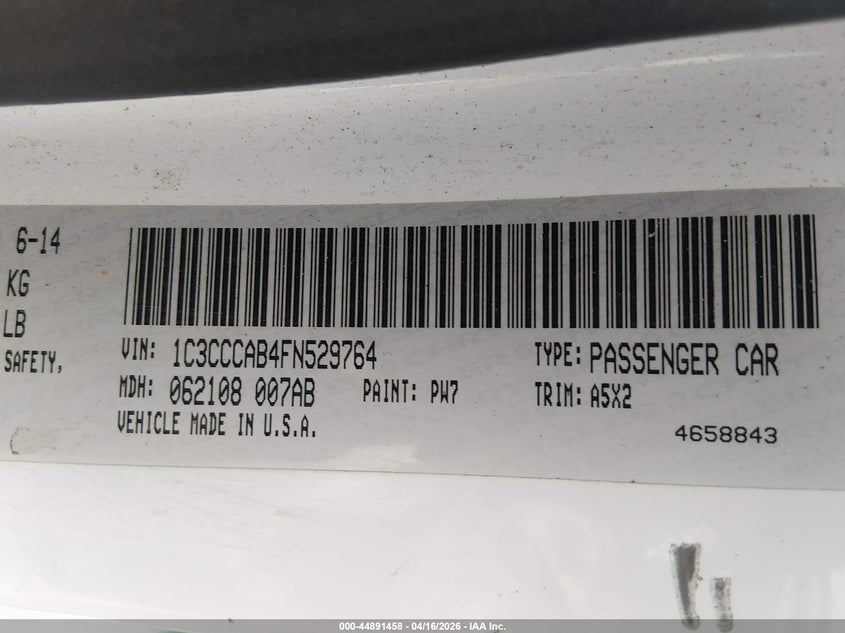 6-14
KG
LB
SAFETY,
VIN: 1C3CCCAB4FN529764
TYPE: PASSENGER CAR
MDH: 062108 007AB
PAINT: PW7
TRIM: A5X2
VEHICLE MADE IN U.S.A.
4658843
000-44891458 - 04/16/2026 - IAA Inc.